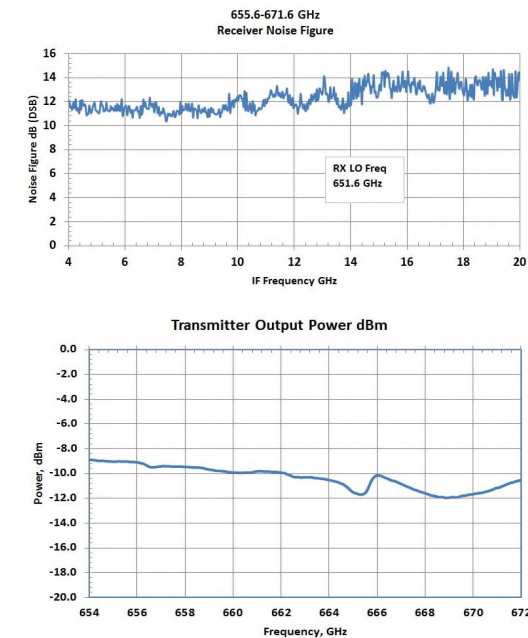 655.6-671.6 GHz
Receiver Noise Figure
16
14
12
10
8
6
4
2
0
Noise Figure dB (DSB)
RX LO Freq
651.6 GHz
4 6 8 10 12 14 16 18 20
IF Frequency GHz
Transmitter Output Power dBm
0.0
-2.0
-4.0
-6.0
-8.0
-10.0
-12.0
-14.0
-16.0
-18.0
-20.0
Power, dBm
654 656 658 660 662 664 666 668 670 672
Frequency, GHz